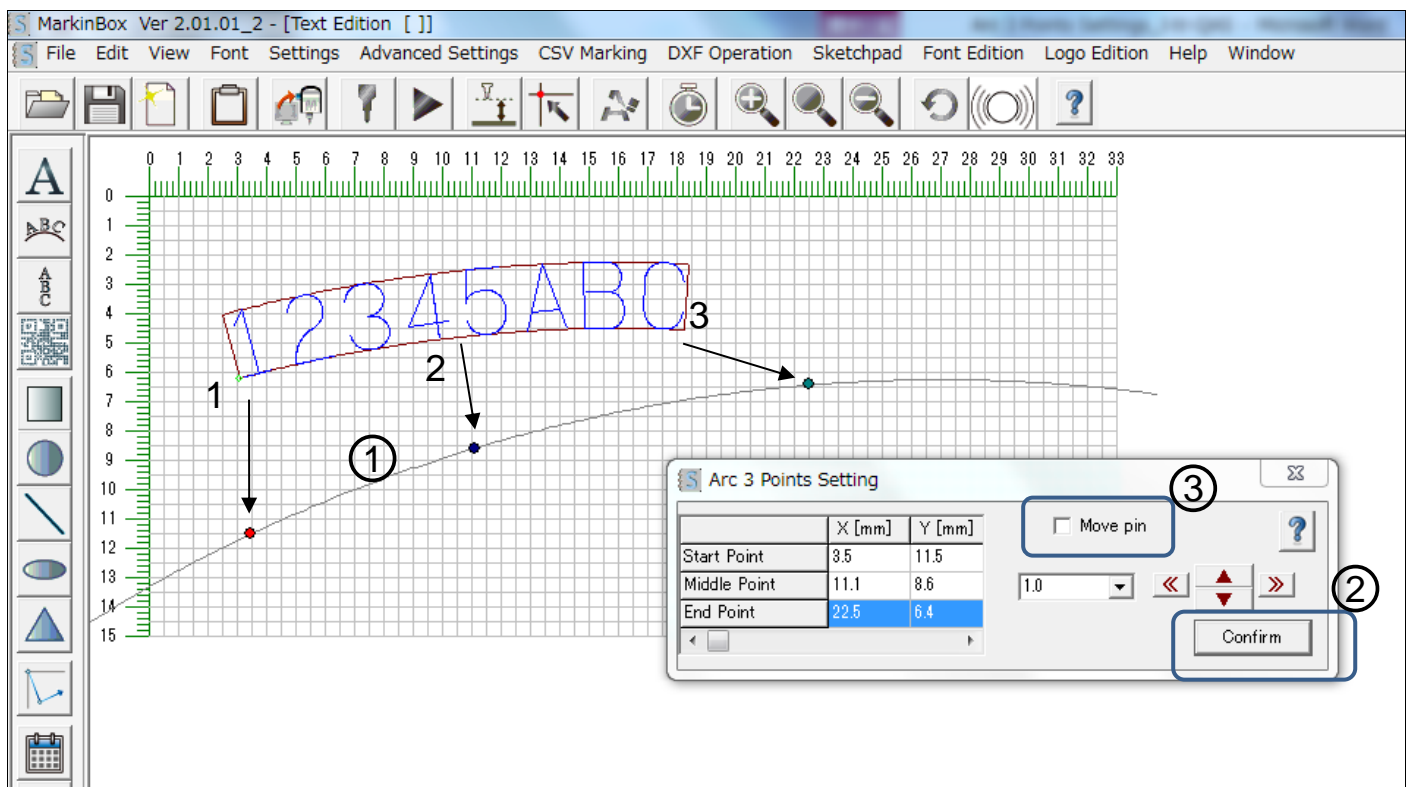 MarkinBox Ver 2.01.01_2 - [Text Edition [ ]]
File Edit View Font Settings Advanced Settings CSV Marking DXF Operation Sketchpad Font Edition Logo Edition Help Window
?
0 1 2 3 4 5 6 7 8 9 10 11 12 13 14 15 16 17 18 19 20 21 22 23 24 25 26 27 28 29 30 31 32 33
A
ABC
A
B
C
0
1
2
3
4
5
6
7
8
9
10
11
12
13
14
15
12345ABC
1
2
3
①
Arc 3 Points Setting
③
X [mm] Y [mm]
Move pin
?
Start Point 3.5 11.5
Middle Point 11.1 8.6
1.0
②
End Point 22.5 6.4
Confirm